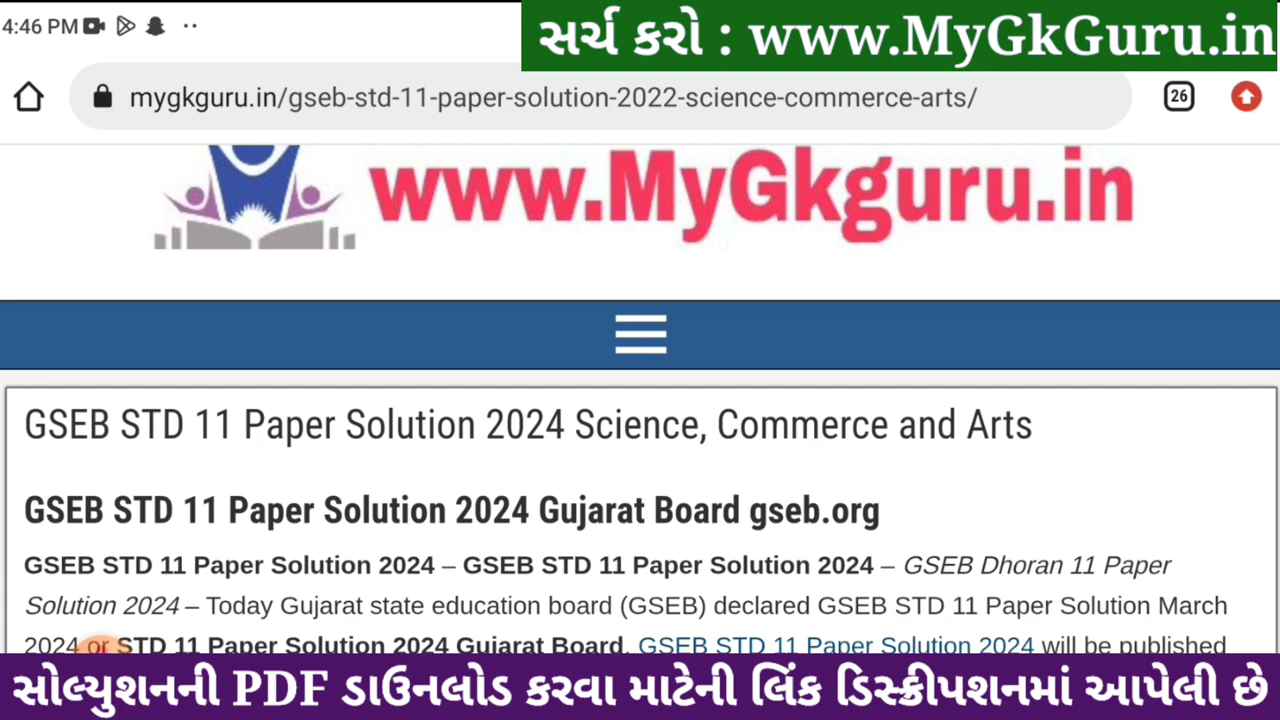 4:46 PM
સર્ચ કરો : www.MyGkGuru.in
mygkguru.in/gseb-std-11-paper-solution-2022-science-commerce-arts/
26
www.MyGkguru.in
GSEB STD 11 Paper Solution 2024 Science, Commerce and Arts
GSEB STD 11 Paper Solution 2024 Gujarat Board gseb.org
GSEB STD 11 Paper Solution 2024 – GSEB STD 11 Paper Solution 2024 – GSEB Dhoran 11 Paper
Solution 2024 – Today Gujarat state education board (GSEB) declared GSEB STD 11 Paper Solution March
2024 or STD 11 Paper Solution 2024 Gujarat Board. GSEB STD 11 Paper Solution 2024 will be published
સોલ્યુશનની PDF ડાઉનલોડ કરવા માટેની લિંક ડિસ્ક્રીપશનમાં આપેલી છે